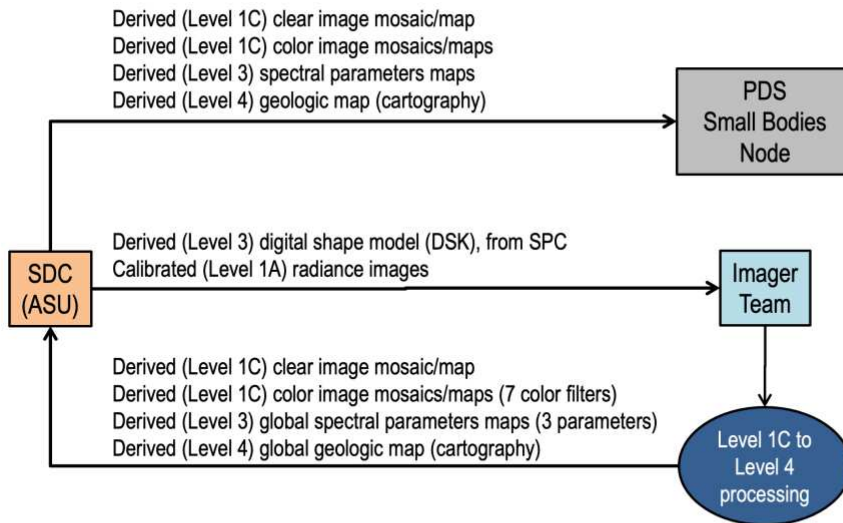 Derived (Level 1C) clear image mosaic/map
Derived (Level 1C) color image mosaics/maps
Derived (Level 3) spectral parameters maps
Derived (Level 4) geologic map (cartography)
PDS
Small Bodies
Node
Derived (Level 3) digital shape model (DSK), from SPC
Calibrated (Level 1A) radiance images
SDC
(ASU)
Imager
Team
Derived (Level 1C) clear image mosaic/map
Derived (Level 1C) color image mosaics/maps (7 color filters)
Derived (Level 3) global spectral parameters maps (3 parameters)
Derived (Level 4) global geologic map (cartography)
Level 1C to
Level 4
processing